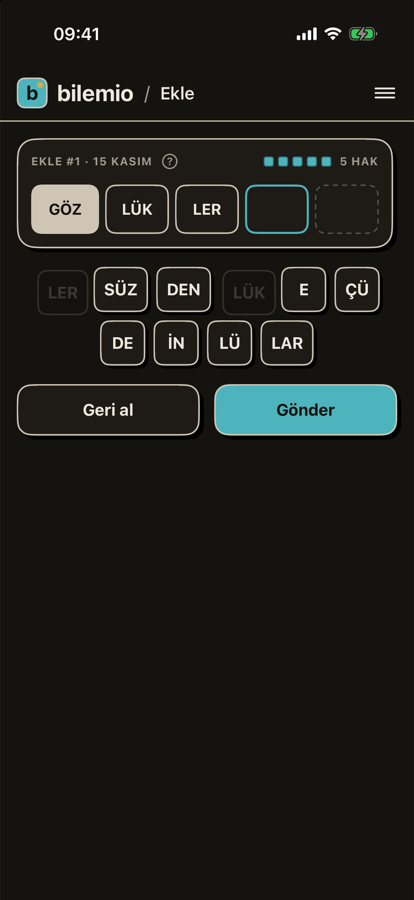 09:41
b bilemio / Ekle
EKLE #1 · 15 KASIM ? 5 HAK
GÖZ LÜK LER
LER SÜZ DEN LÜK E ÇÜ
DE İN LÜ LAR
Geri al Gönder